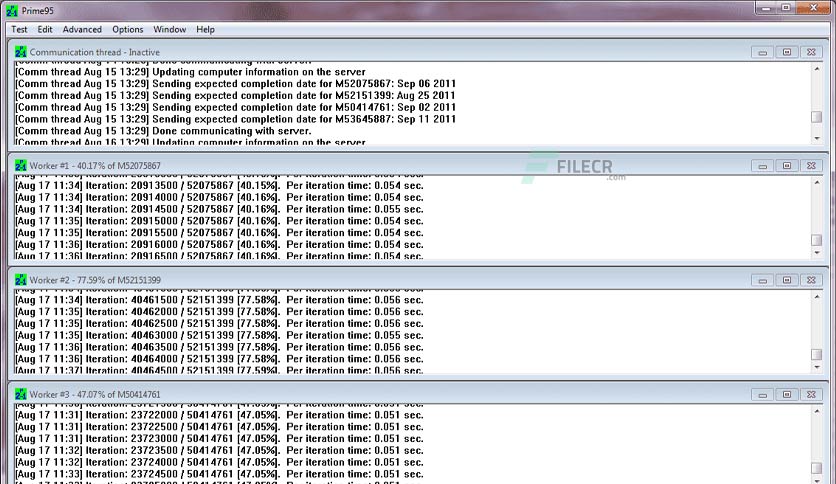 Prime95
Test Edit Advanced Options Window Help
Communication thread - Inactive
[Comm thread Aug 15 13:29] Done communicating with server.
[Comm thread Aug 15 13:29] Updating computer information on the server
[Comm thread Aug 15 13:29] Sending expected completion date for M52075867: Sep 06 2011
[Comm thread Aug 15 13:29] Sending expected completion date for M52151399: Aug 25 2011
[Comm thread Aug 15 13:29] Sending expected completion date for M50414761: Sep 02 2011
[Comm thread Aug 15 13:29] Sending expected completion date for M53645887: Sep 11 2011
[Comm thread Aug 15 13:29] Done communicating with server.
[Comm thread Aug 16 13:29] Updating computer information on the server
FILECR
.com
Worker #1 - 40.17% of M52075867
[Aug 17 11:34] Iteration: 20913500 / 52075867 [40.15%]. Per iteration time: 0.054 sec.
[Aug 17 11:34] Iteration: 20914000 / 52075867 [40.16%]. Per iteration time: 0.054 sec.
[Aug 17 11:34] Iteration: 20914500 / 52075867 [40.16%]. Per iteration time: 0.055 sec.
[Aug 17 11:35] Iteration: 20915000 / 52075867 [40.16%]. Per iteration time: 0.054 sec.
[Aug 17 11:35] Iteration: 20915500 / 52075867 [40.16%]. Per iteration time: 0.054 sec.
[Aug 17 11:36] Iteration: 20916000 / 52075867 [40.16%]. Per iteration time: 0.054 sec.
[Aug 17 11:36] Iteration: 20916500 / 52075867 [40.16%]. Per iteration time: 0.054 sec.
Worker #2 - 77.59% of M52151399
[Aug 17 11:34] Iteration: 40461500 / 52151399 [77.58%]. Per iteration time: 0.056 sec.
[Aug 17 11:35] Iteration: 40462000 / 52151399 [77.58%]. Per iteration time: 0.056 sec.
[Aug 17 11:35] Iteration: 40462500 / 52151399 [77.58%]. Per iteration time: 0.056 sec.
[Aug 17 11:35] Iteration: 40463000 / 52151399 [77.58%]. Per iteration time: 0.056 sec.
[Aug 17 11:36] Iteration: 40463500 / 52151399 [77.58%]. Per iteration time: 0.056 sec.
[Aug 17 11:36] Iteration: 40464000 / 52151399 [77.58%]. Per iteration time: 0.056 sec.
[Aug 17 11:37] Iteration: 40464500 / 52151399 [77.59%]. Per iteration time: 0.056 sec.
Worker #3 - 47.07% of M50414761
[Aug 17 11:31] Iteration: 23722000 / 50414761 [47.05%]. Per iteration time: 0.051 sec.
[Aug 17 11:31] Iteration: 23722500 / 50414761 [47.05%]. Per iteration time: 0.051 sec.
[Aug 17 11:32] Iteration: 23723000 / 50414761 [47.05%]. Per iteration time: 0.051 sec.
[Aug 17 11:32] Iteration: 23723500 / 50414761 [47.05%]. Per iteration time: 0.051 sec.
[Aug 17 11:32] Iteration: 23724000 / 50414761 [47.05%]. Per iteration time: 0.051 sec.
[Aug 17 11:33] Iteration: 23724500 / 50414761 [47.05%]. Per iteration time: 0.051 sec.